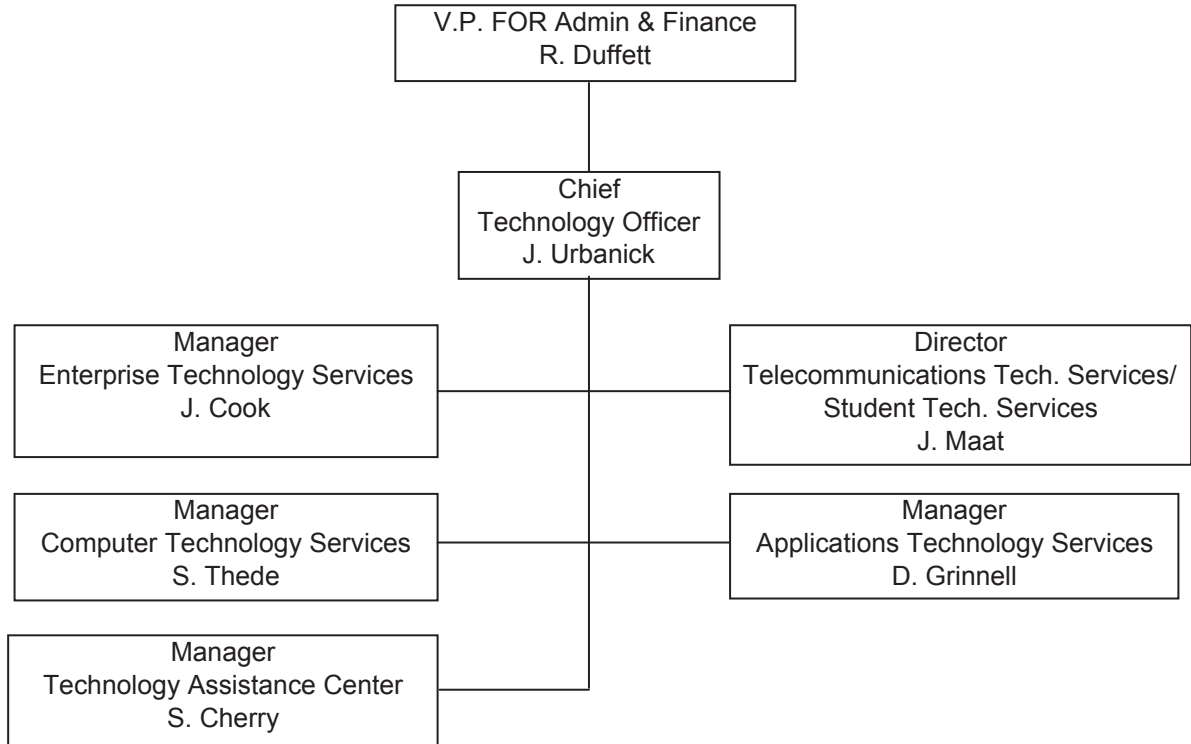 V.P. FOR Admin & Finance
R. Duffett
Chief
Technology Officer
J. Urbanick
Manager
Enterprise Technology Services
J. Cook
Director
Telecommunications Tech. Services/
Student Tech. Services
J. Maat
Manager
Computer Technology Services
S. Thede
Manager
Applications Technology Services
D. Grinnell
Manager
Technology Assistance Center
S. Cherry